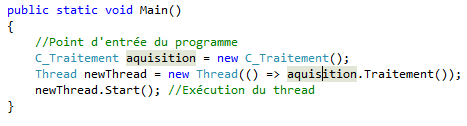 public static void Main()
{
//Point d'entrée du programme
C_Traitement aquisition = new C_Traitement();
Thread newThread = new Thread(() => aquisition.Traitement());
newThread.Start(); //Exécution du thread
}